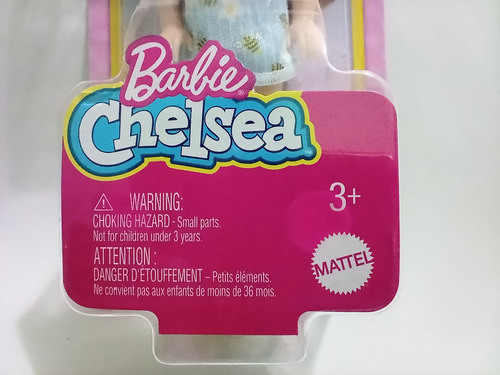 Barbie
Chelsea™
⚠ WARNING:
CHOKING HAZARD - Small parts.
Not for children under 3 years.
ATTENTION :
DANGER D'ÉTOUFFEMENT – Petits éléments.
Ne convient pas aux enfants de moins de 36 mois.
3+
MATTEL